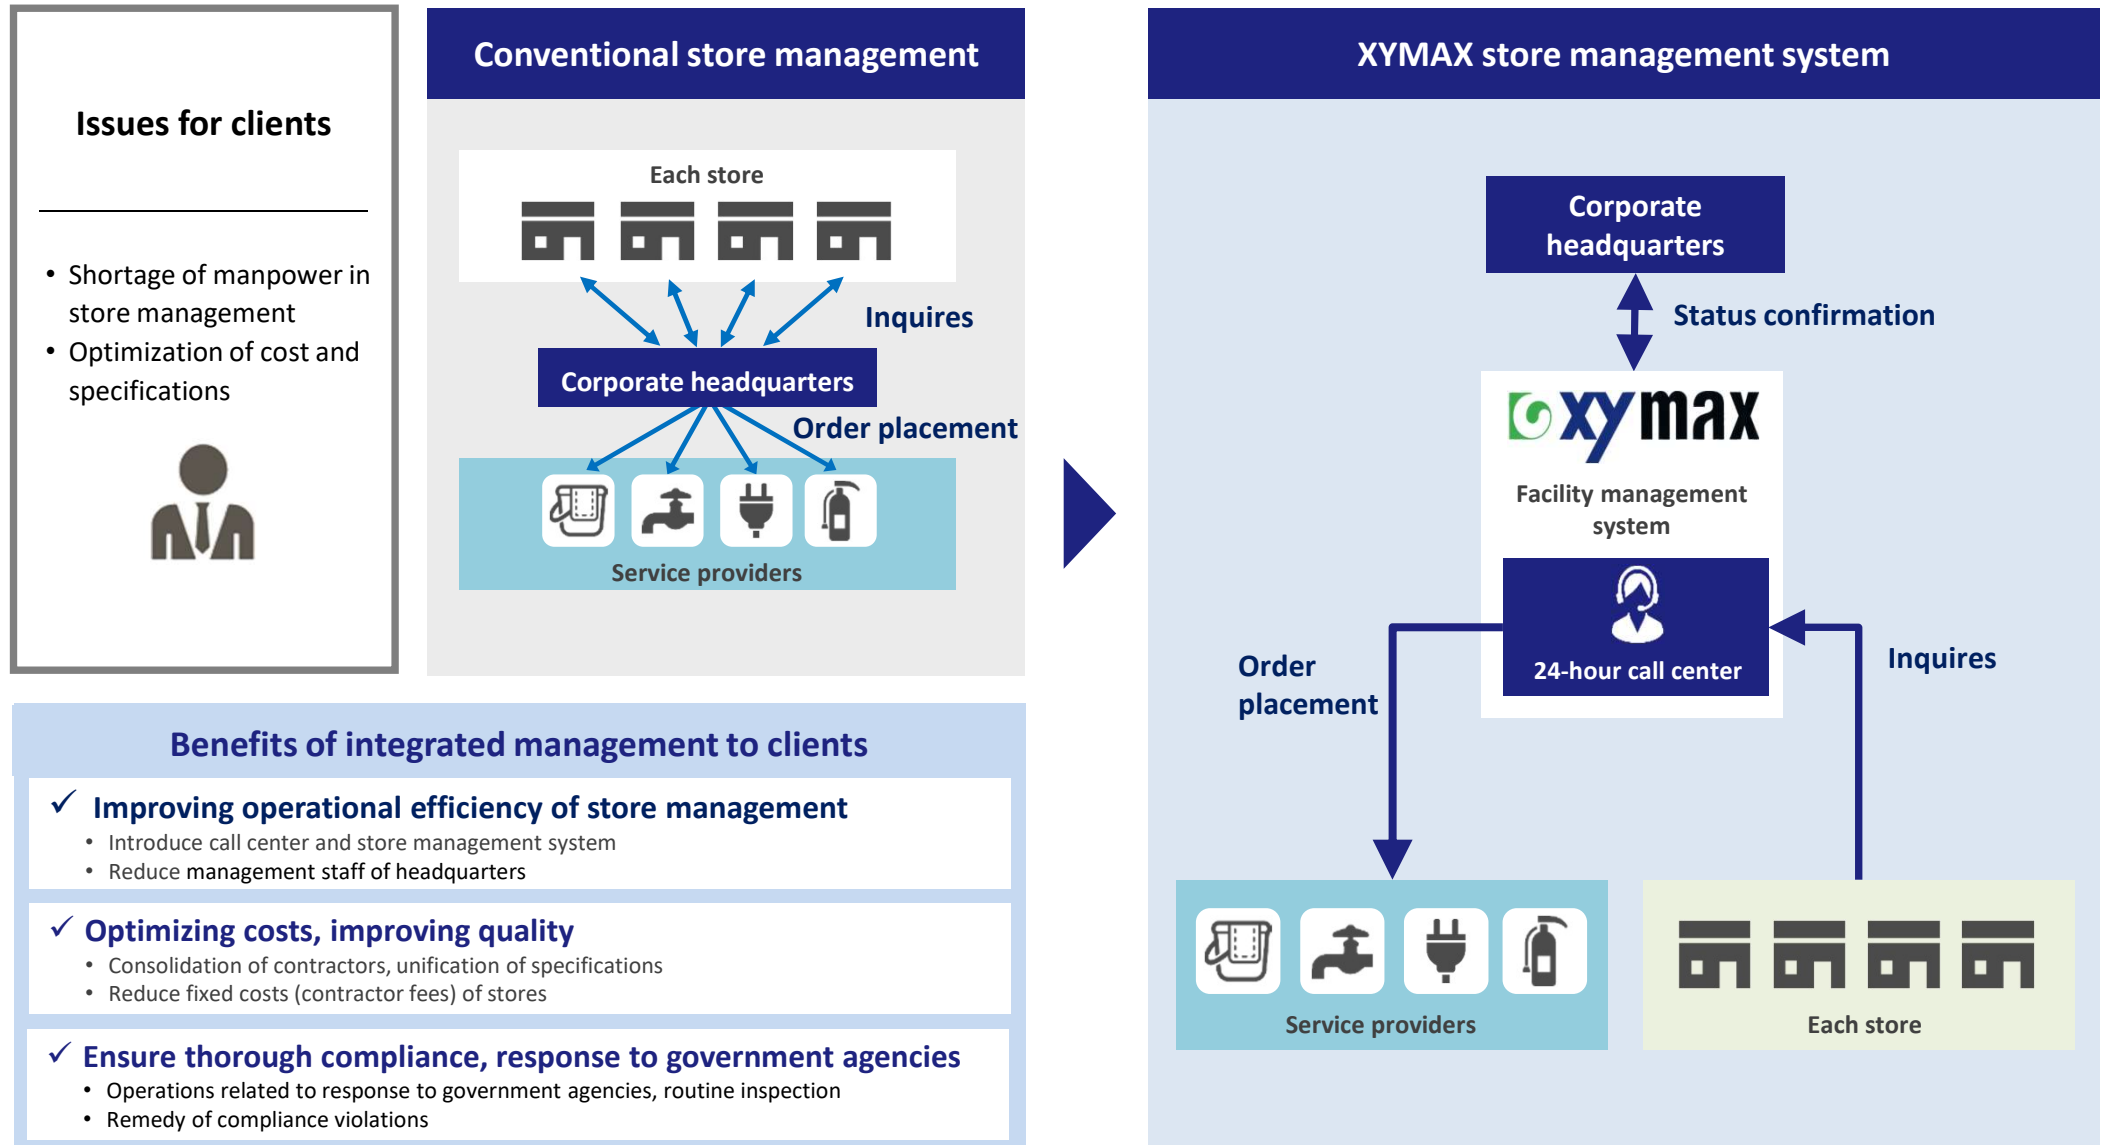 Issues for clients
• Shortage of manpower in
store management
• Optimization of cost and
specifications
Conventional store management
Each store
Inquires
Corporate headquarters
Order placement
Service providers
Benefits of integrated management to clients
✓ Improving operational efficiency of store management
• Introduce call center and store management system
• Reduce management staff of headquarters
✓ Optimizing costs, improving quality
• Consolidation of contractors, unification of specifications
• Reduce fixed costs (contractor fees) of stores
✓ Ensure thorough compliance, response to government agencies
• Operations related to response to government agencies, routine inspection
• Remedy of compliance violations
XYMAX store management system
Corporate
headquarters
Status confirmation
xymax
Facility management
system
24-hour call center
Order
placement
Inquires
Service providers
Each store